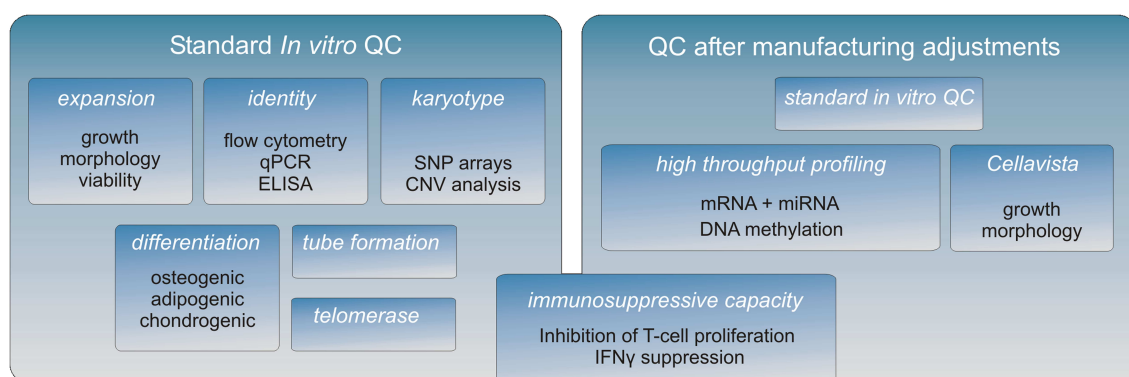 Standard In vitro QC
expansion
growth
morphology
viability
identity
flow cytometry
qPCR
ELISA
karyotype
SNP arrays
CNV analysis
differentiation
osteogenic
adipogenic
chondrogenic
tube formation
telomerase
QC after manufacturing adjustments
standard in vitro QC
high throughput profiling
mRNA + miRNA
DNA methylation
Cellavista
growth
morphology
immunosuppressive capacity
Inhibition of T-cell proliferation
IFNγ suppression